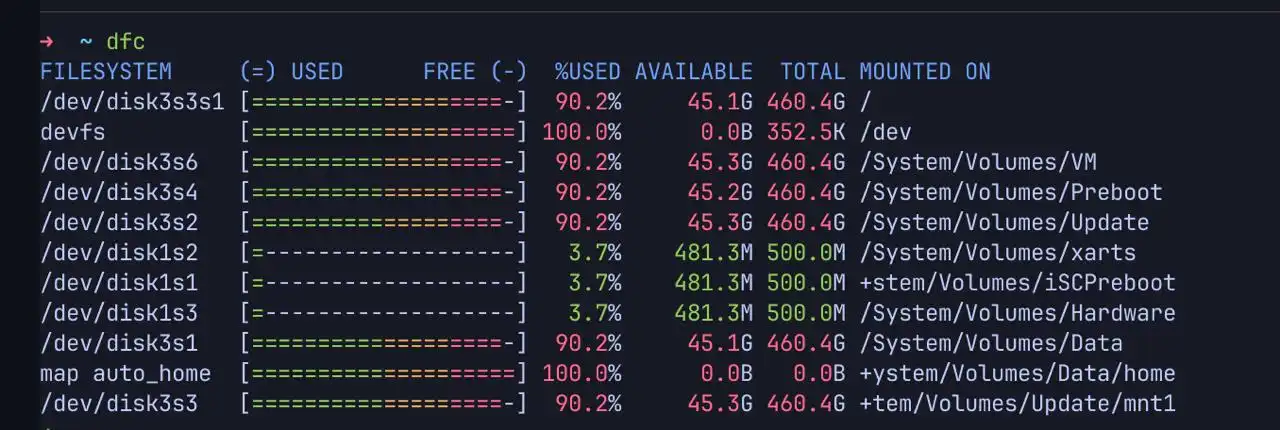 → ~ dfc
FILESYSTEM (=) USED FREE (-) %USED AVAILABLE TOTAL MOUNTED ON
/dev/disk3s3s1 [===================-] 90.2% 45.1G 460.4G /
devfs [====================] 100.0% 0.0B 352.5K /dev
/dev/disk3s6 [===================-] 90.2% 45.3G 460.4G /System/Volumes/VM
/dev/disk3s4 [===================-] 90.2% 45.2G 460.4G /System/Volumes/Preboot
/dev/disk3s2 [===================-] 90.2% 45.3G 460.4G /System/Volumes/Update
/dev/disk1s2 [=-------------------] 3.7% 481.3M 500.0M /System/Volumes/xarts
/dev/disk1s1 [=-------------------] 3.7% 481.3M 500.0M +stem/Volumes/iSCPreboot
/dev/disk1s3 [=-------------------] 3.7% 481.3M 500.0M /System/Volumes/Hardware
/dev/disk3s1 [===================-] 90.2% 45.1G 460.4G /System/Volumes/Data
map auto_home [====================] 100.0% 0.0B 0.0B +ystem/Volumes/Data/home
/dev/disk3s3 [===================-] 90.2% 45.3G 460.4G +tem/Volumes/Update/mnt1